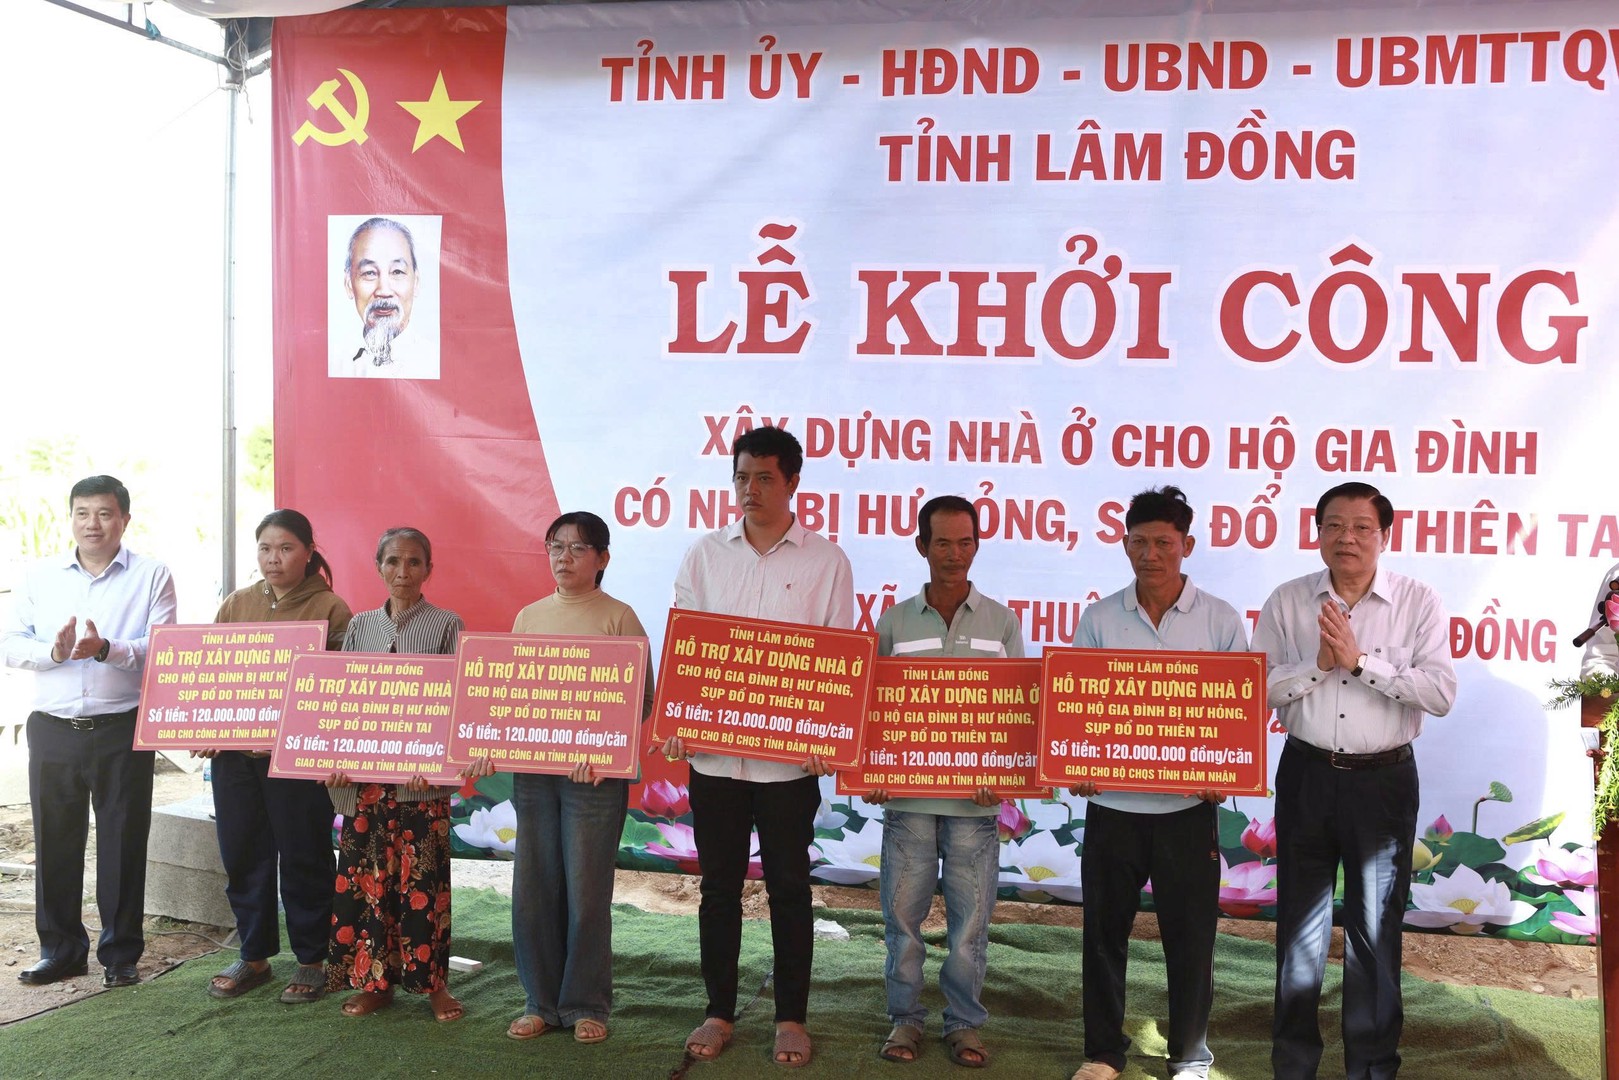 TỈNH ỦY - HĐND - UBND - UBMTTQV
TỈNH LÂM ĐỒNG
LỄ KHỞI CÔNG
XÂY DỰNG NHÀ Ở CHO HỘ GIA ĐÌNH
CÓ NHÀ BỊ HƯ HỎNG, S ĐỔ D THIÊN TA
XÃ THU T ĐỒNG
TỈNH LÂM ĐỒNG
HỖ TRỢ XÂY DỰNG NHÀ
CHO HỘ GIA ĐÌNH BỊ HƯ HỎ
SỤP ĐỔ DO THIÊN TAI
Số tiền: 120.000.000 đồng
GIAO CHO CÔNG AN TỈNH ĐẢM
TỈNH LÂM ĐỒNG
HỖ TRỢ XÂY DỰNG NHÀ
CHO HỘ GIA ĐÌNH BỊ HƯ HỎNG
SỤP ĐỔ DO THIÊN TAI
Số tiền: 120.000.000 đồng/c
GIAO CHO CÔNG AN TỈNH ĐẢM NHẬN
TỈNH LÂM ĐỒNG
HỖ TRỢ XÂY DỰNG NHÀ Ở
CHO HỘ GIA ĐÌNH BỊ HƯ HỎNG,
SỤP ĐỔ DO THIÊN TAI
Số tiền: 120.000.000 đồng/căn
GIAO CHO CÔNG AN TỈNH ĐẢM NHẬN
TỈNH LÂM ĐỒNG
HỖ TRỢ XÂY DỰNG NHÀ Ở
CHO HỘ GIA ĐÌNH BỊ HƯ HỎNG,
SỤP ĐỔ DO THIÊN TAI
Số tiền: 120.000.000 đồng/căn
GIAO CHO BỘ CHQS TỈNH ĐẢM NHẬN
TỈNH LÂM ĐỒNG
TRỢ XÂY DỰNG NHÀ Ở
CHO HỘ GIA ĐÌNH BỊ HƯ HỎNG,
SỤP ĐỔ DO THIÊN TAI
Số tiền: 120.000.000 đồng/căn
GIAO CHO CÔNG AN TỈNH ĐẢM NHẬN
TỈNH LÂM ĐỒNG
HỖ TRỢ XÂY DỰNG NHÀ Ở
CHO HỘ GIA ĐÌNH BỊ HƯ HỎNG,
SỤP ĐỔ DO THIÊN TAI
Số tiền: 120.000.000 đồng/căn
GIAO CHO BỘ CHQS TỈNH ĐẢM NHẬN